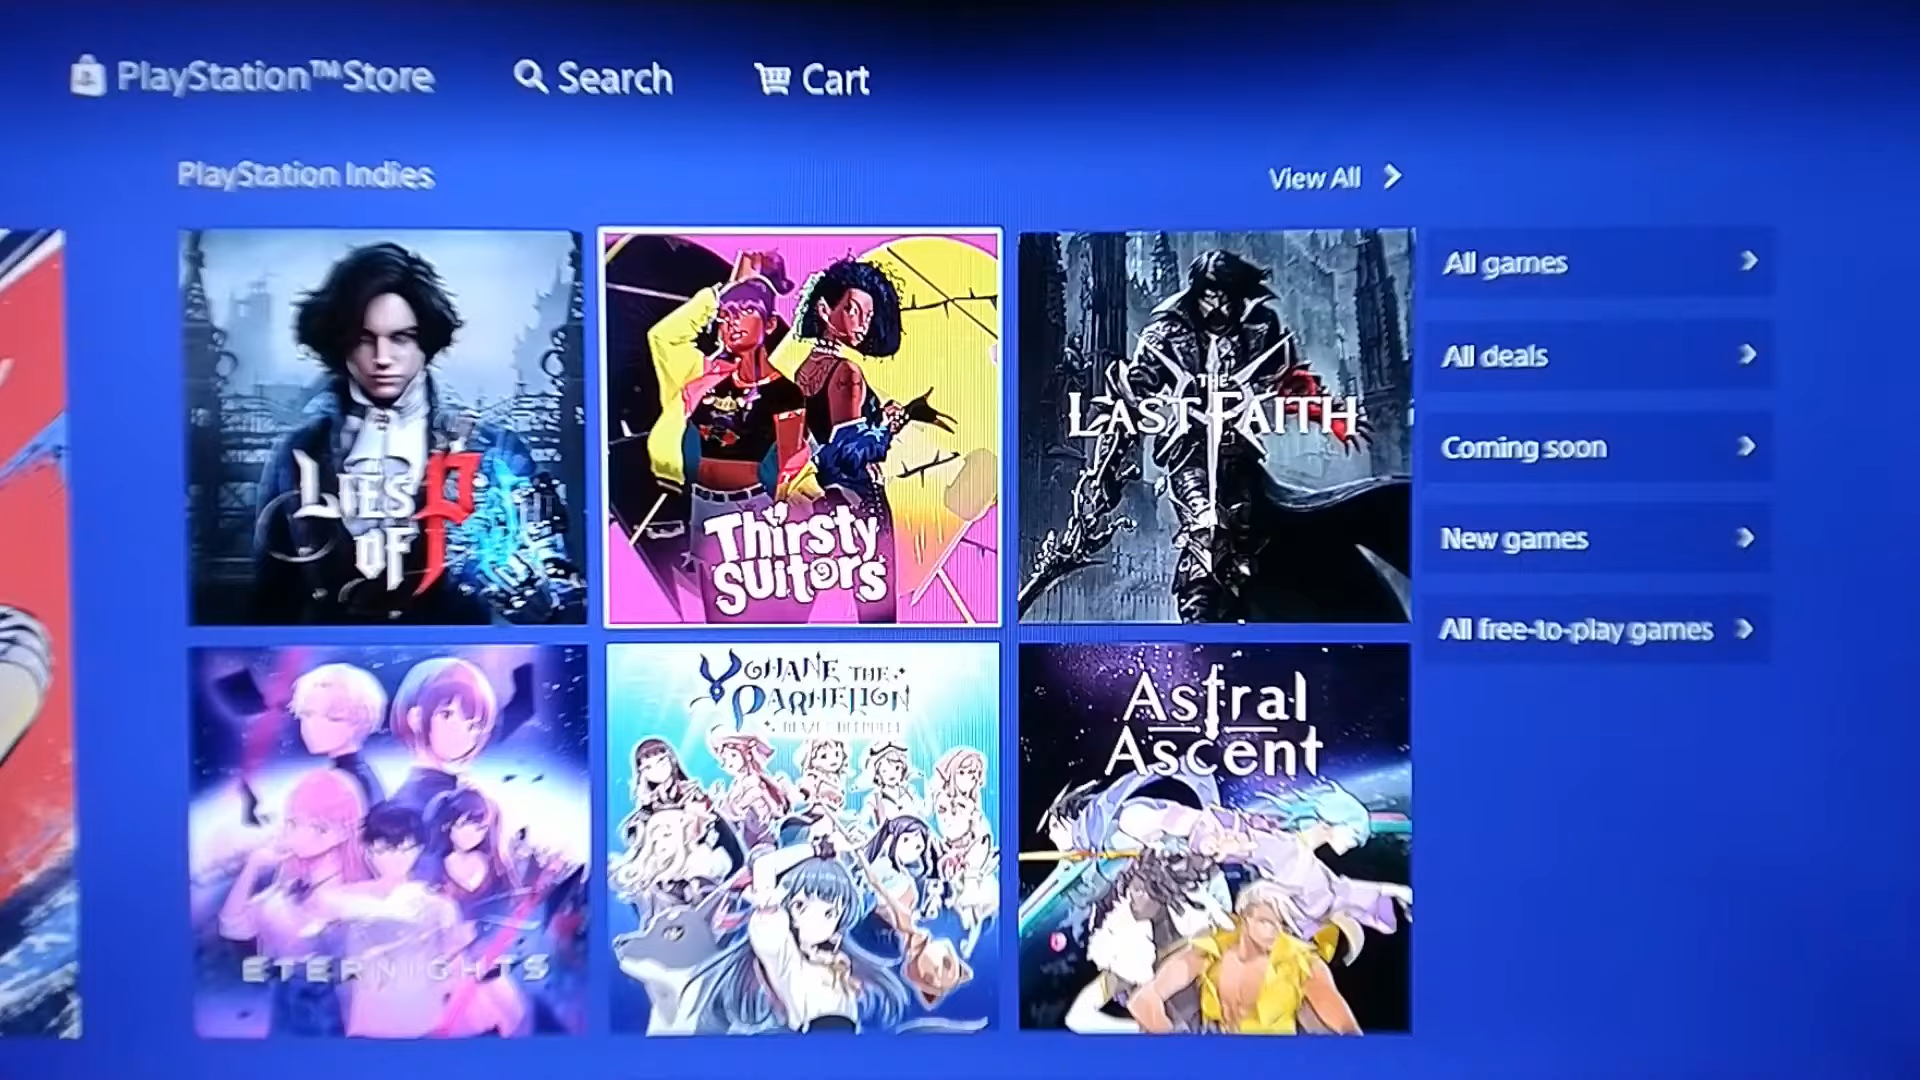 PlayStation™Store
Search
Cart
PlayStation Indies
View All
LIES
OF P
Thirsty
Suitors
THE
LAST FAITH
All games
All deals
Coming soon
New games
All free-to-play games
ETERNIGHTS
YOHANE THE
PARHELION
Astral
Ascent